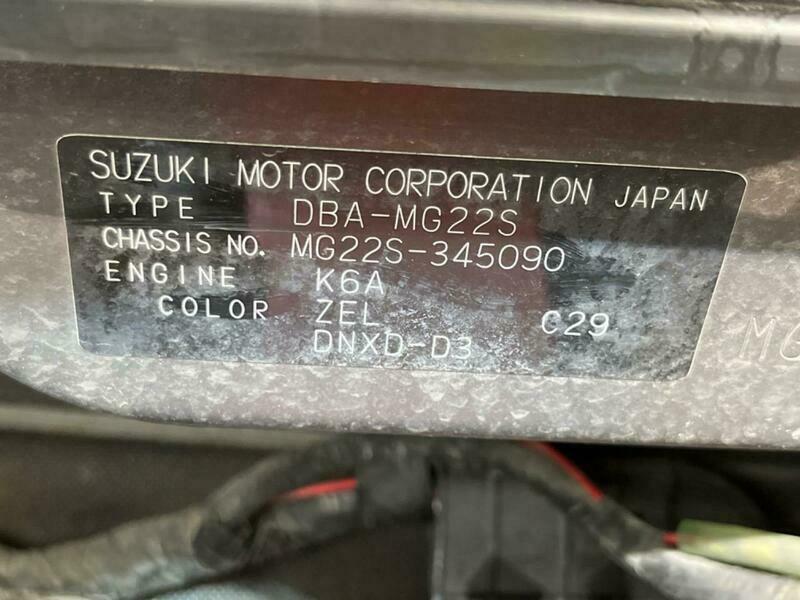 SUZUKI MOTOR CORPORATION JAPAN
TYPE DBA-MG22S
CHASSIS NO. MG22S-345090
ENGINE K6A
COLOR ZEL C29
DNXD-D3